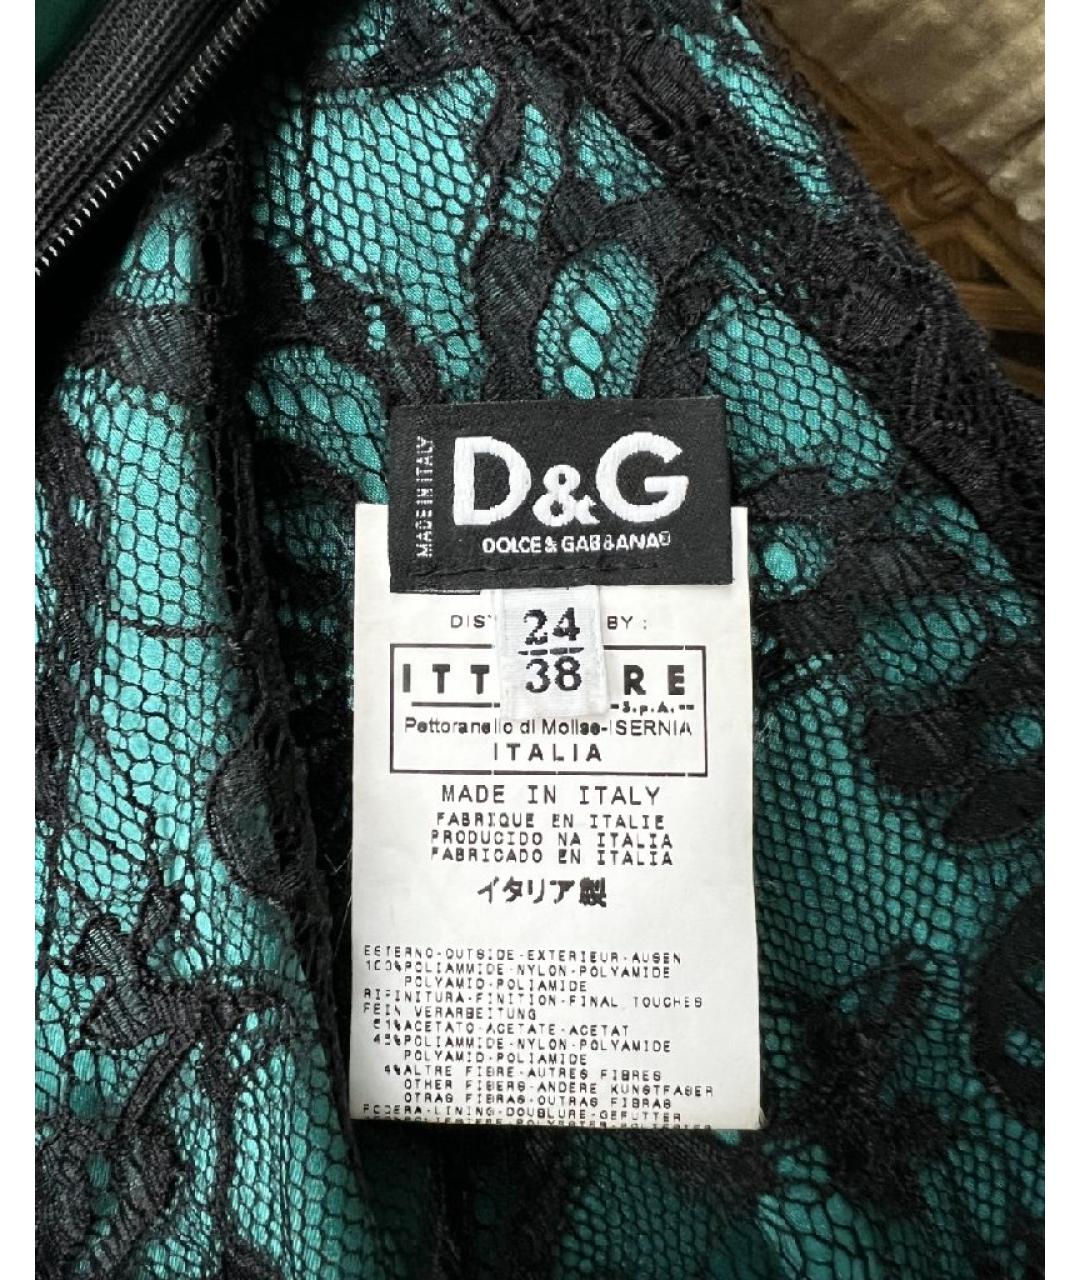 MADE IN ITALY
D&G
DOLCE & GABBANA®
24
38
BY :
S.p.A.
Pettoranello di Molise-ISERNIA
ITALIA
MADE IN ITALY
FABRIQUE EN ITALIE
PRODUCIDO NA ITALIA
FABRICADO EN ITALIA
イタリア製
ESTERNO-OUTSIDE-EXTERIEUR-AUSEN
100%POLIAMMIDE-NYLON-POLYAMIDE
POLYAMID-POLIAMIDE
RIFINITURA-FINITION-FINAL TOUCHES
FEIN VERARBEITUNG
51%ACETATO-ACETATE-ACETAT
45%POLIAMMIDE-NYLON-POLYAMIDE
POLYAMID-POLIAMIDE
4%ALTRE FIBRE-AUTRES FIBRES
OTHER FIBERS-ANDERE KUNSTFASER
OTRAS FIBRAS-OUTRAS FIBRAS
FODERA-LINING-DOUBLURE-GEFUTTER